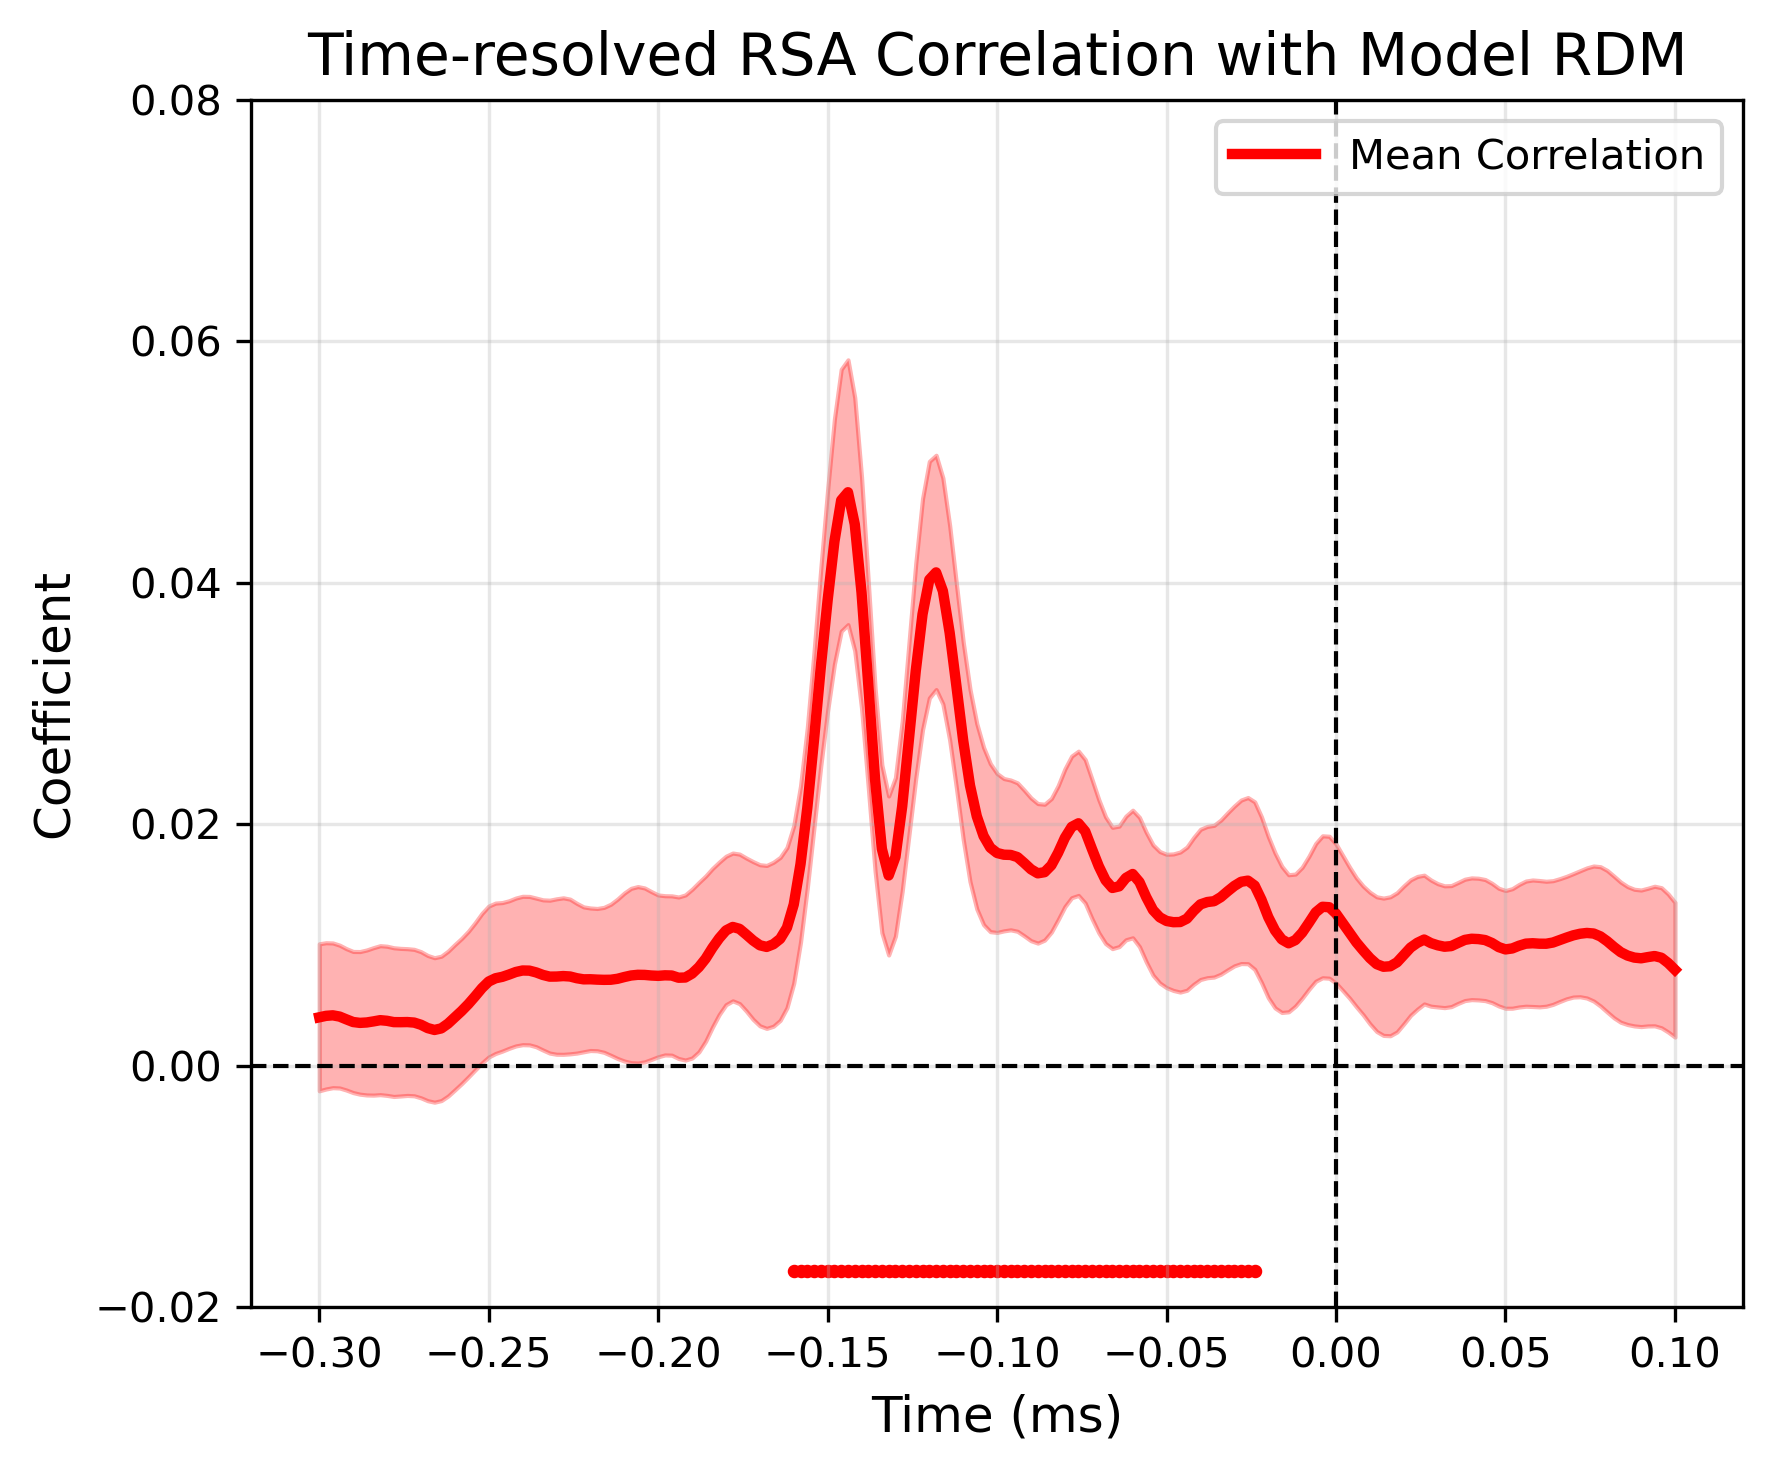 Time-resolved RSA Correlation with Model RDM
Mean Correlation
Coefficient
0.08
0.06
0.04
0.02
0.00
−0.02
−0.30 −0.25 −0.20 −0.15 −0.10 −0.05 0.00 0.05 0.10
Time (ms)